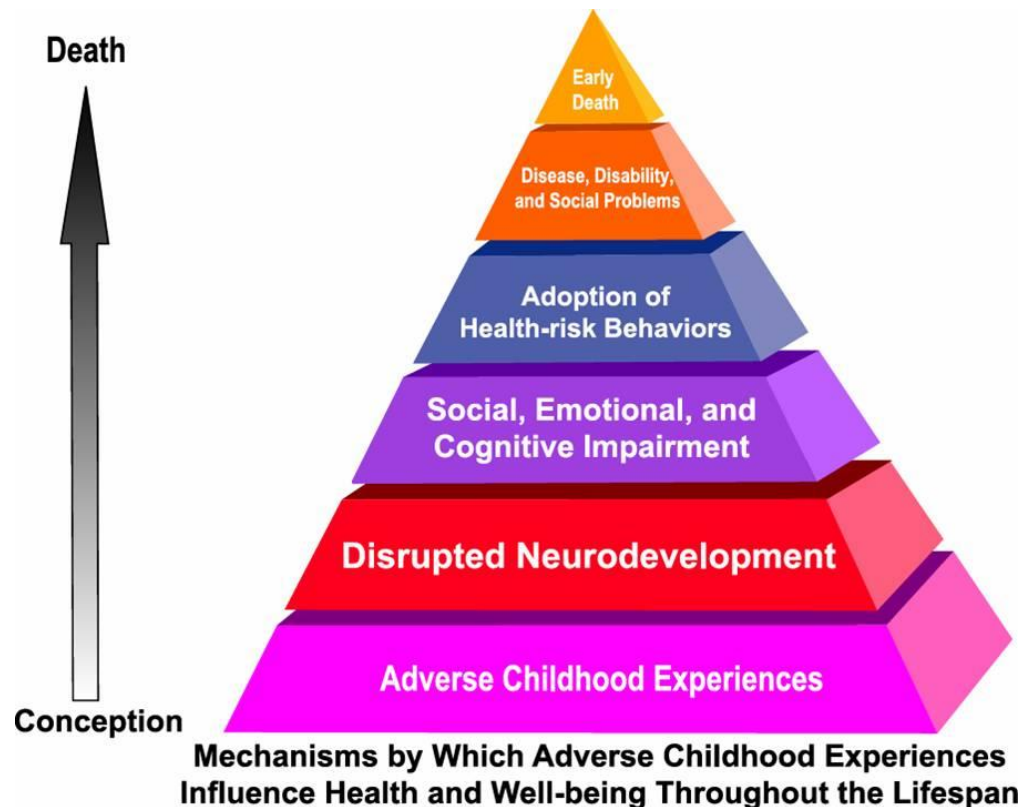 Death
Early
Death
Disease, Disability,
and Social Problems
Adoption of
Health-risk Behaviors
Social, Emotional, and
Cognitive Impairment
Disrupted Neurodevelopment
Adverse Childhood Experiences
Conception
Mechanisms by Which Adverse Childhood Experiences
Influence Health and Well-being Throughout the Lifespan